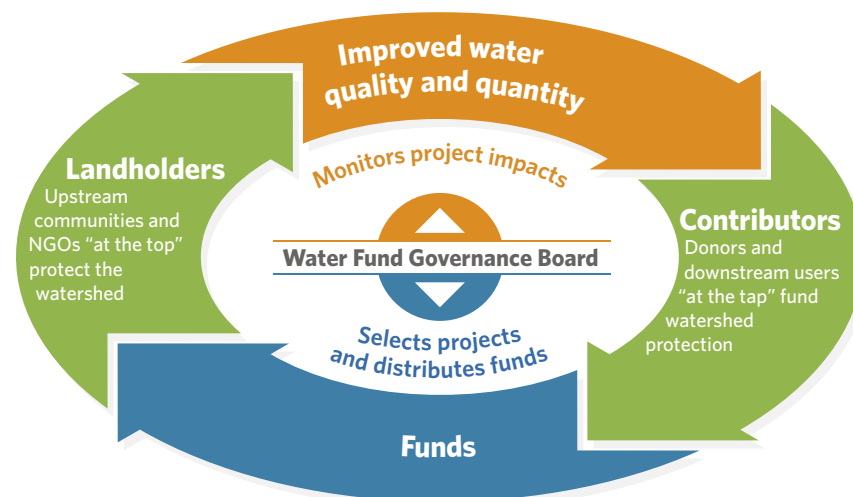 Improved water
quality and quantity
Monitors project impacts
Landholders
Upstream
communities and
NGOs “at the top”
protect the
watershed
Contributors
Donors and
downstream users
“at the tap” fund
watershed
protection
Water Fund Governance Board
Selects projects
and distributes funds
Funds